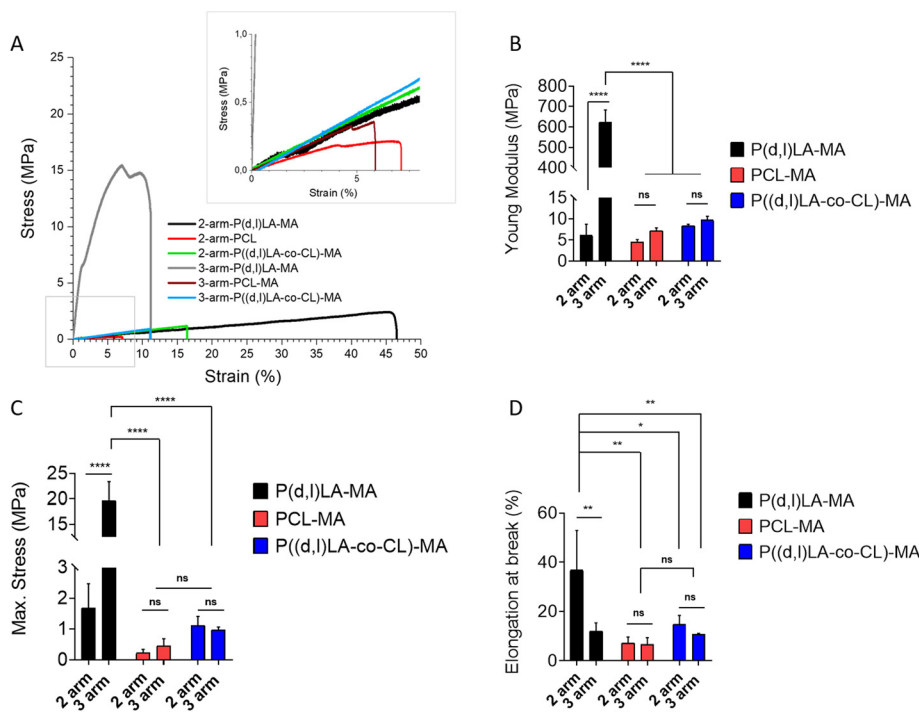 A
Stress (MPa)
25
20
15
10
5
0
0 5 10 15 20 25 30 35 40 45 50
Strain (%)
Stress (MPa)
1,0
0,5
0,0
0 5
Strain (%)
2-arm-P(d,l)LA-MA
2-arm-PCL
2-arm-P((d,l)LA-co-CL)-MA
3-arm-P(d,l)LA-MA
3-arm-PCL-MA
3-arm-P((d,l)LA-co-CL)-MA
B
Young Modulus (MPa)
800
700
600
500
400
15
10
5
0
****
****
ns ns
2 arm 3 arm 2 arm 3 arm 2 arm 3 arm
P(d,l)LA-MA
PCL-MA
P((d,l)LA-co-CL)-MA
C
Max. Stress (MPa)
25
20
15
3
2
1
0
****
****
****
ns
ns ns
2 arm 3 arm 2 arm 3 arm 2 arm 3 arm
P(d,l)LA-MA
PCL-MA
P((d,l)LA-co-CL)-MA
D
Elongation at break (%)
60
40
20
0
**
*
**
**
ns
ns ns
2 arm 3 arm 2 arm 3 arm 2 arm 3 arm
P(d,l)LA-MA
PCL-MA
P((d,l)LA-co-CL)-MA